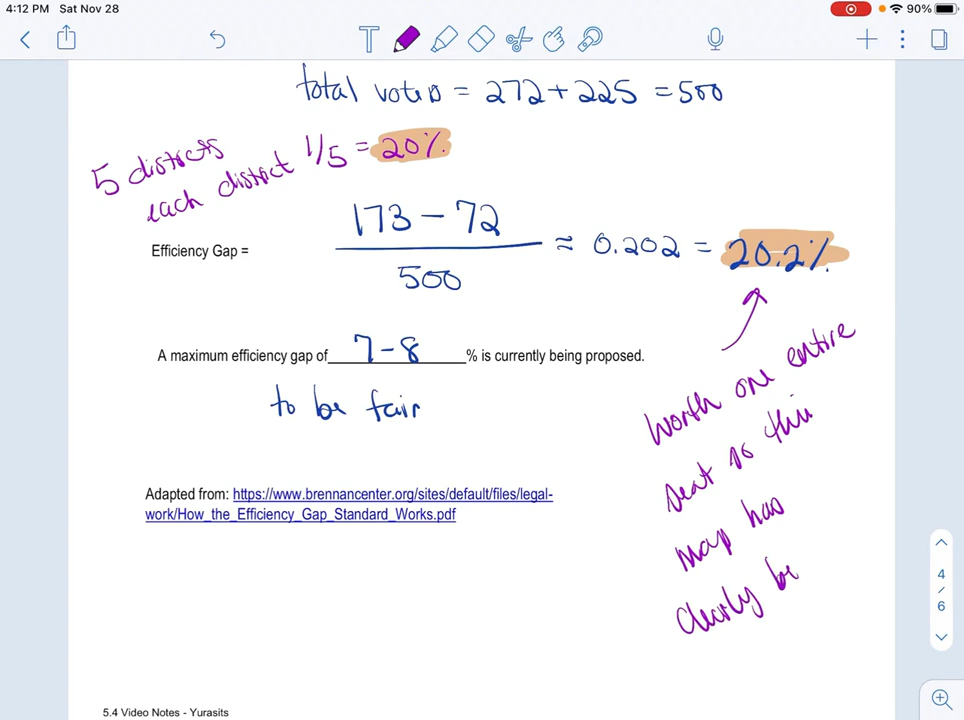 4:12 PM Sat Nov 28
90%
total votes = 272 + 225 = 500
5 districts
each district 1/5 = 20%
Efficiency Gap = 173 - 72 / 500 ≈ 0.202 = 20.2%
A maximum efficiency gap of 7-8 % is currently being proposed.
to be fair
worth one entire
seat so this
map has
clearly be
Adapted from: https://www.brennancenter.org/sites/default/files/legal-
work/How_the_Efficiency_Gap_Standard_Works.pdf
4
/
6
5.4 Video Notes - Yurasits